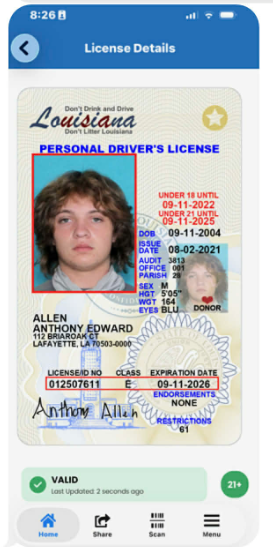 8:26
License Details
Don't Drink and Drive
Louisiana
Don't Litter Louisiana
PERSONAL DRIVER'S LICENSE
UNDER 18 UNTIL
09-11-2022
UNDER 21 UNTIL
09-11-2025
DOB 09-11-2004
ISSUE DATE 08-02-2021
AUDIT 3813
OFFICE 001
PARISH 28
SEX M
HGT 5'05"
WGT 164
EYES BLU
DONOR
ALLEN
ANTHONY EDWARD
112 BRIAROAK CT
LAFAYETTE, LA 70503-0000
LICENSE/ID NO CLASS EXPIRATION DATE
012507611 E 09-11-2026
ENDORSEMENTS
NONE
Anthony Allen
RESTRICTIONS
61
VALID
Last Updated: 2 seconds ago
21+
Home Share Scan Menu